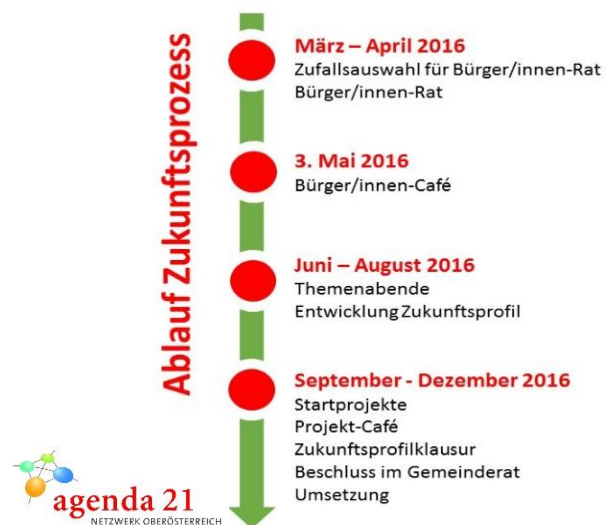 Ablauf Zukunftsprozess
März – April 2016
Zufallsauswahl für Bürger/innen-Rat
Bürger/innen-Rat
3. Mai 2016
Bürger/innen-Café
Juni – August 2016
Themenabende
Entwicklung Zukunftsprofil
September - Dezember 2016
Startprojekte
Projekt-Café
Zukunftsprofilklausur
Beschluss im Gemeinderat
Umsetzung
agenda 21
NETZWERK OBERÖSTERREICH